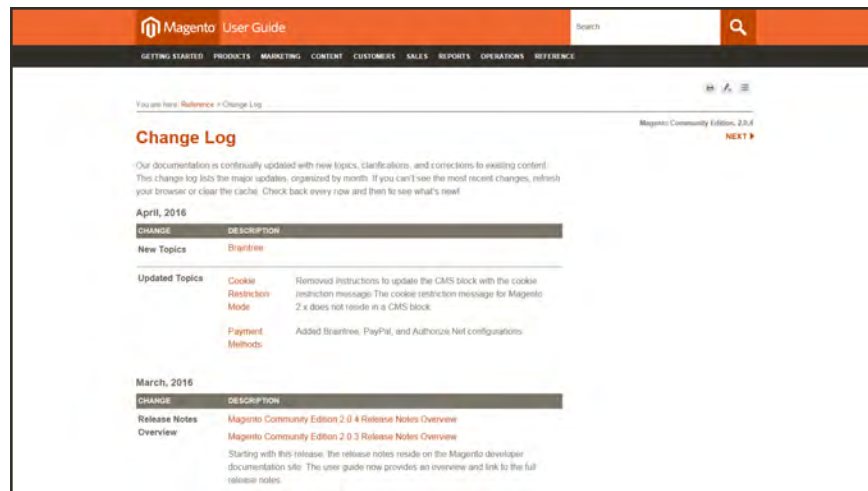 Magento User Guide
Search
GETTING STARTED PRODUCTS MARKETING CONTENT CUSTOMERS SALES REPORTS OPERATIONS REFERENCE
You are here: Reference > Change Log
Magento Community Edition, 2.0.X
NEXT
Change Log
Our documentation is continually updated with new topics, clarifications, and corrections to existing content.
This change log lists the major updates, organized by month. If you can't see the most recent changes, refresh
your browser or clear the cache. Check back every now and then to see what's new!
April, 2016
CHANGE DESCRIPTION
New Topics Braintree
Updated Topics Cookie Removed instructions to update the CMS block with the cookie
Restriction restriction message. The cookie restriction message for Magento
Mode 2.x does not reside in a CMS block.
Payment Added Braintree, PayPal, and Authorize.Net configurations.
Methods
March, 2016
CHANGE DESCRIPTION
Release Notes Magento Community Edition 2.0.4 Release Notes Overview
Overview Magento Community Edition 2.0.3 Release Notes Overview
Starting with this release, the release notes reside on the Magento developer
documentation site. The user guide now provides an overview and link to the full
release notes.